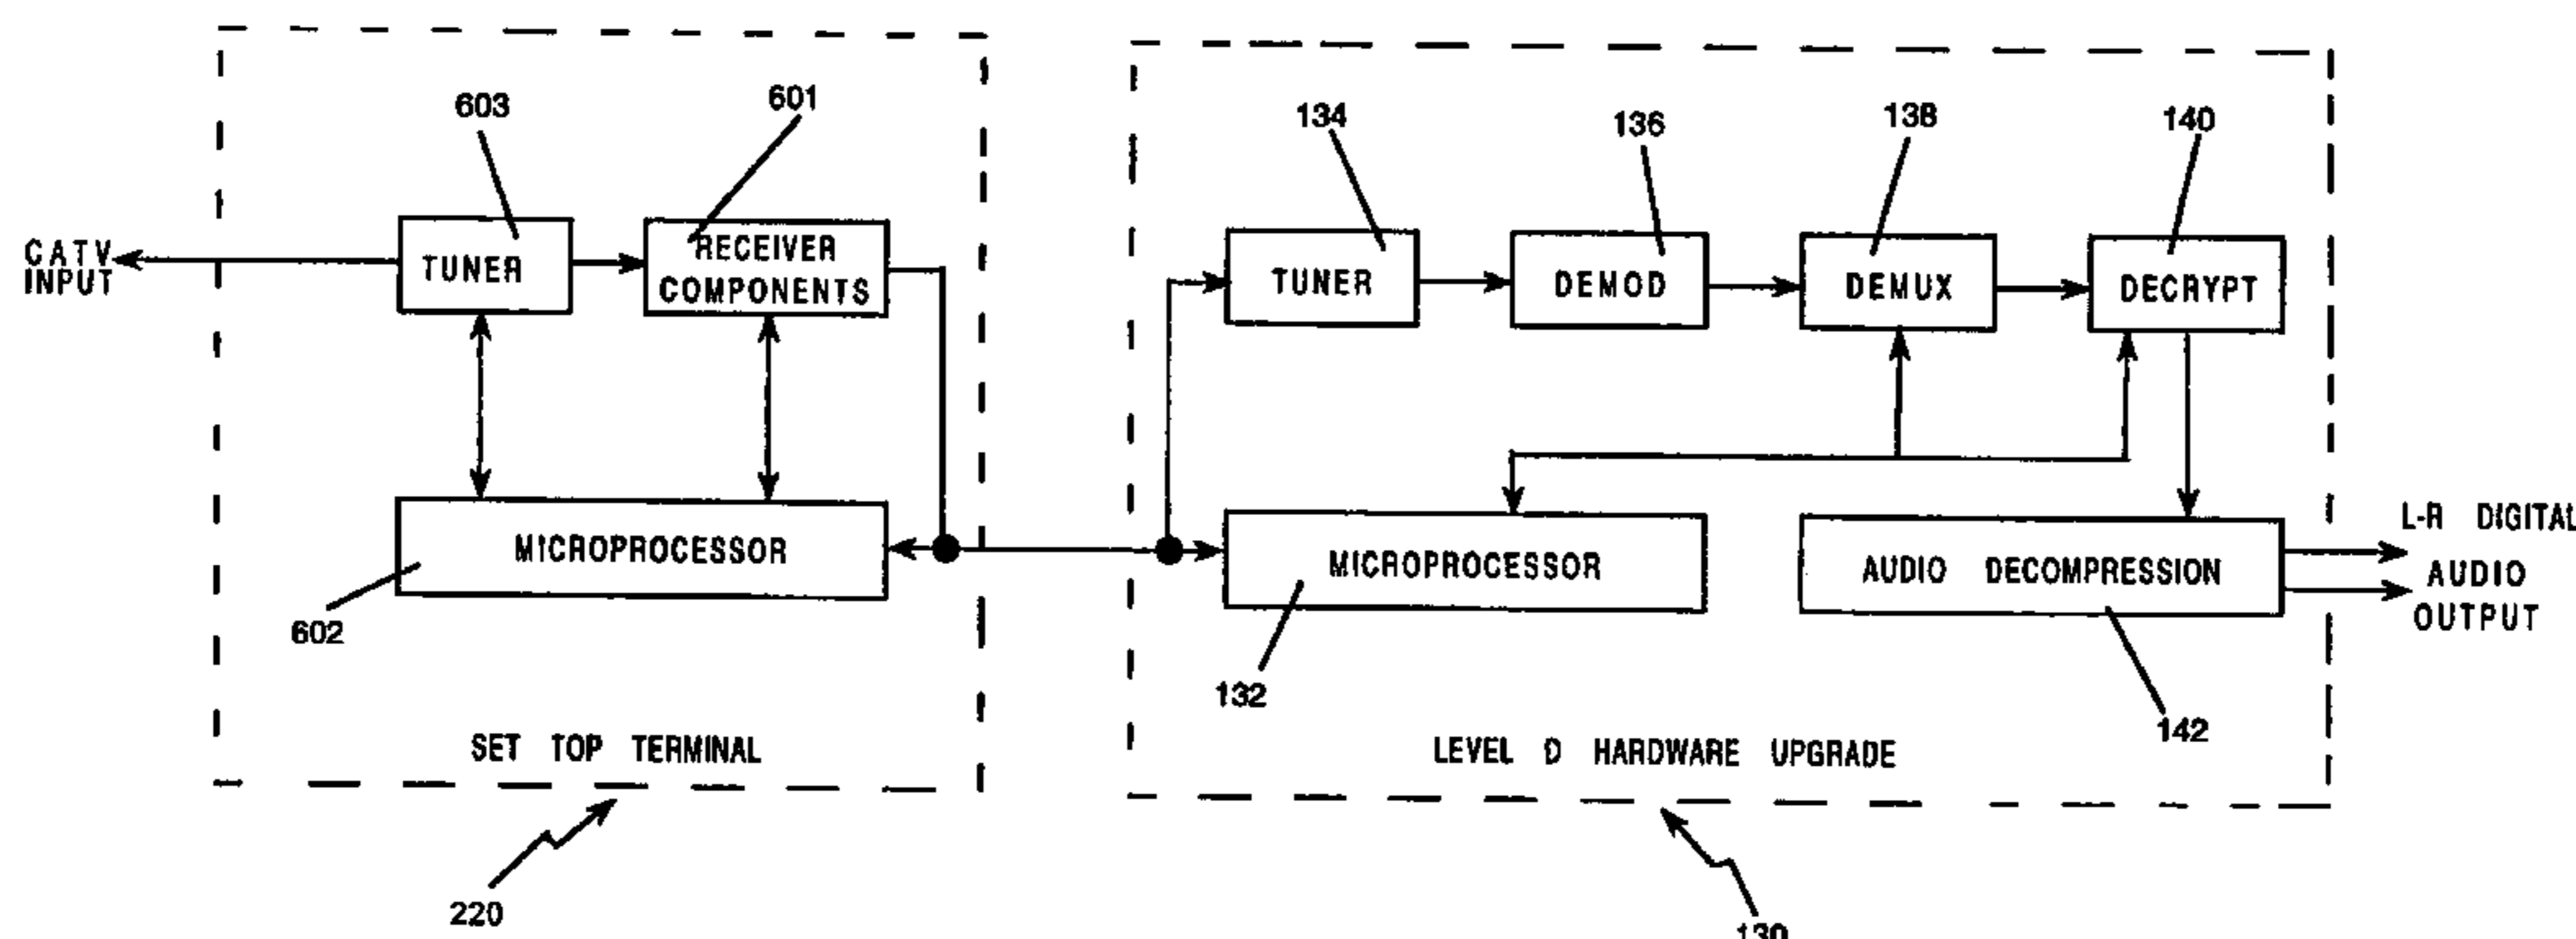 603
601
134
136
138
140
CATV
INPUT
TUNER
RECEIVER
COMPONENTS
TUNER
DEMOD
DEMUX
DECRYPT
MICROPROCESSOR
MICROPROCESSOR
AUDIO DECOMPRESSION
L-R DIGITAL
AUDIO
OUTPUT
602
132
142
SET TOP TERMINAL
LEVEL D HARDWARE UPGRADE
220
130